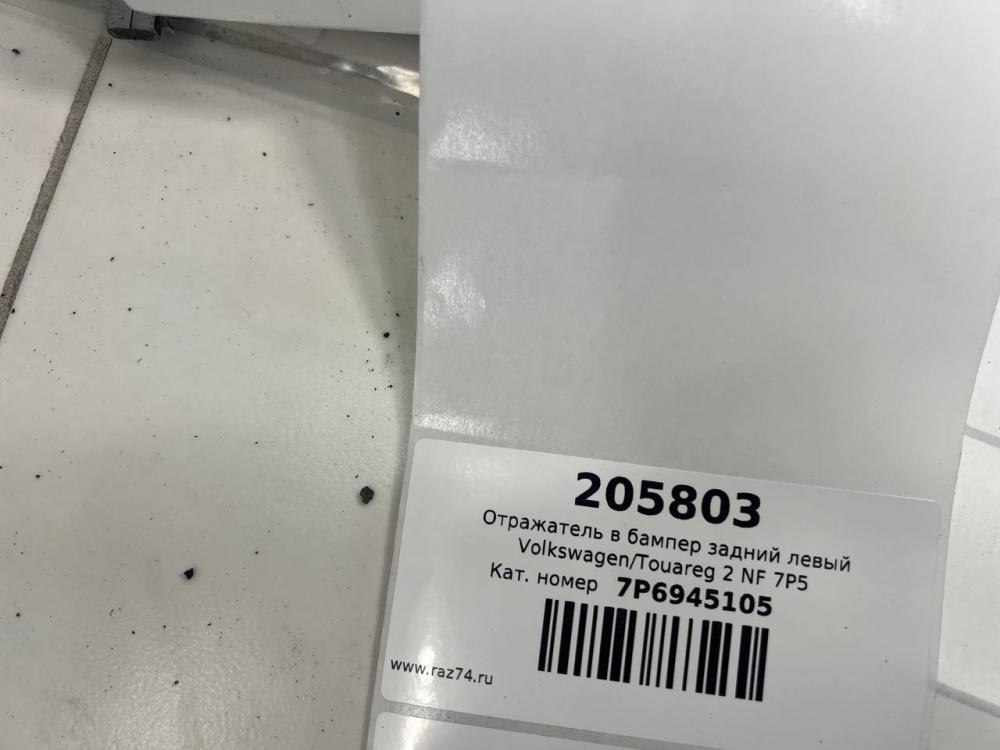 205803
Отражатель в бампер задний левый
Volkswagen/Touareg 2 NF 7P5
Кат. номер 7P6945105
www.raz74.ru